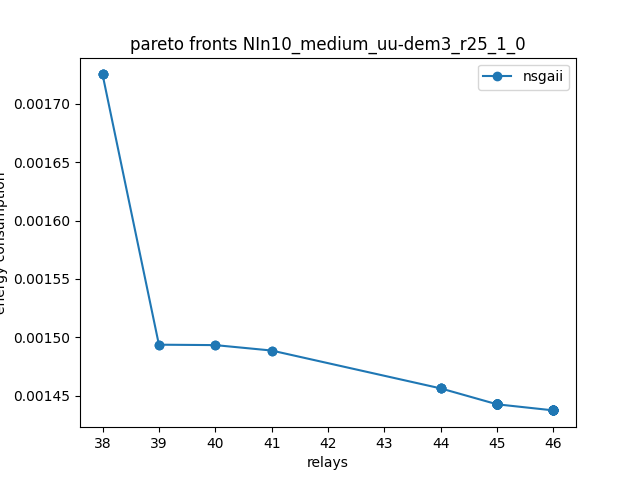 pareto fronts NIn10_medium_uu-dem3_r25_1_0
nsgaii
0.00170
0.00165
0.00160
0.00155
0.00150
0.00145
energy consumption
38 39 40 41 42 43 44 45 46
relays